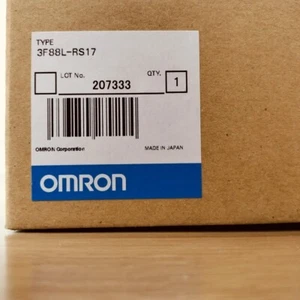 TYPE
3F88L-RS17
LOT No. 207333 QTY. 1
OMRON Corporation MADE IN JAPAN
OMRON